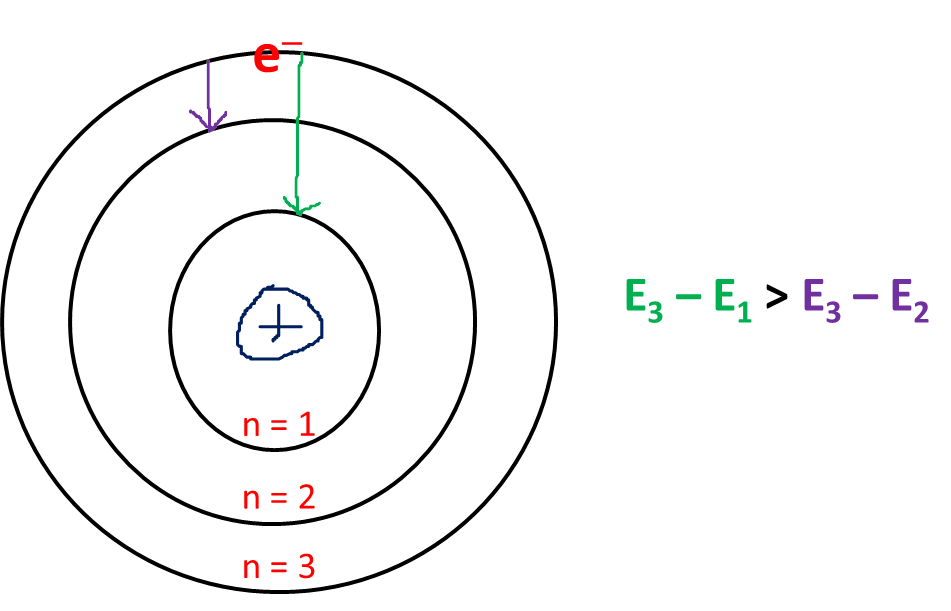 e⁻
+
E₃ – E₁ > E₃ – E₂
n = 1
n = 2
n = 3